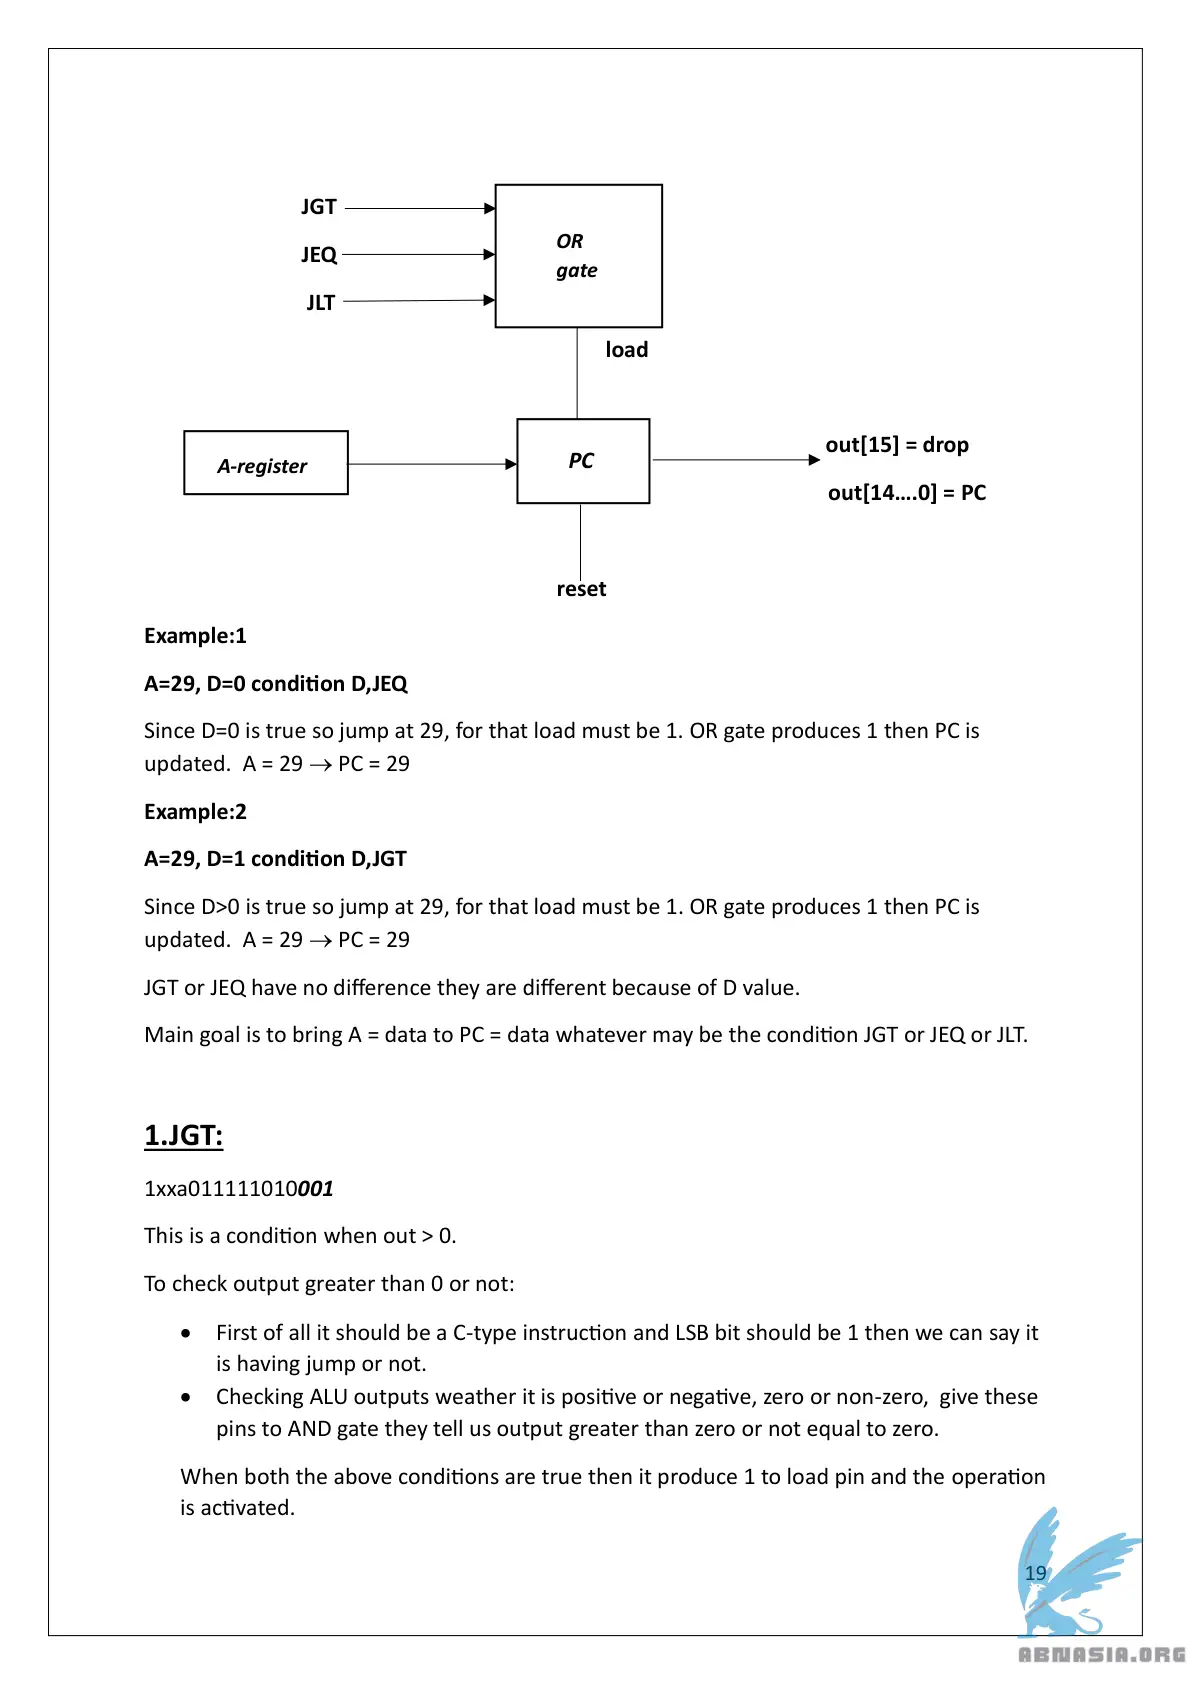 JGT
JEQ
JLT
OR
gate
load
A-register
PC
out[15] = drop
out[14....0] = PC
reset
Example:1
A=29, D=0 condition D,JEQ
Since D=0 is true so jump at 29, for that load must be 1. OR gate produces 1 then PC is
updated.  A = 29 → PC = 29
Example:2
A=29, D=1 condition D,JGT
Since D>0 is true so jump at 29, for that load must be 1. OR gate produces 1 then PC is
updated.  A = 29 → PC = 29
JGT or JEQ have no difference they are different because of D value.
Main goal is to bring A = data to PC = data whatever may be the condition JGT or JEQ or JLT.
1.JGT:
1xxa011111010001
This is a condition when out > 0.
To check output greater than 0 or not:
• First of all it should be a C-type instruction and LSB bit should be 1 then we can say it
is having jump or not.
• Checking ALU outputs weather it is positive or negative, zero or non-zero,  give these
pins to AND gate they tell us output greater than zero or not equal to zero.
When both the above conditions are true then it produce 1 to load pin and the operation
is activated.
19
ABNASIA.ORG